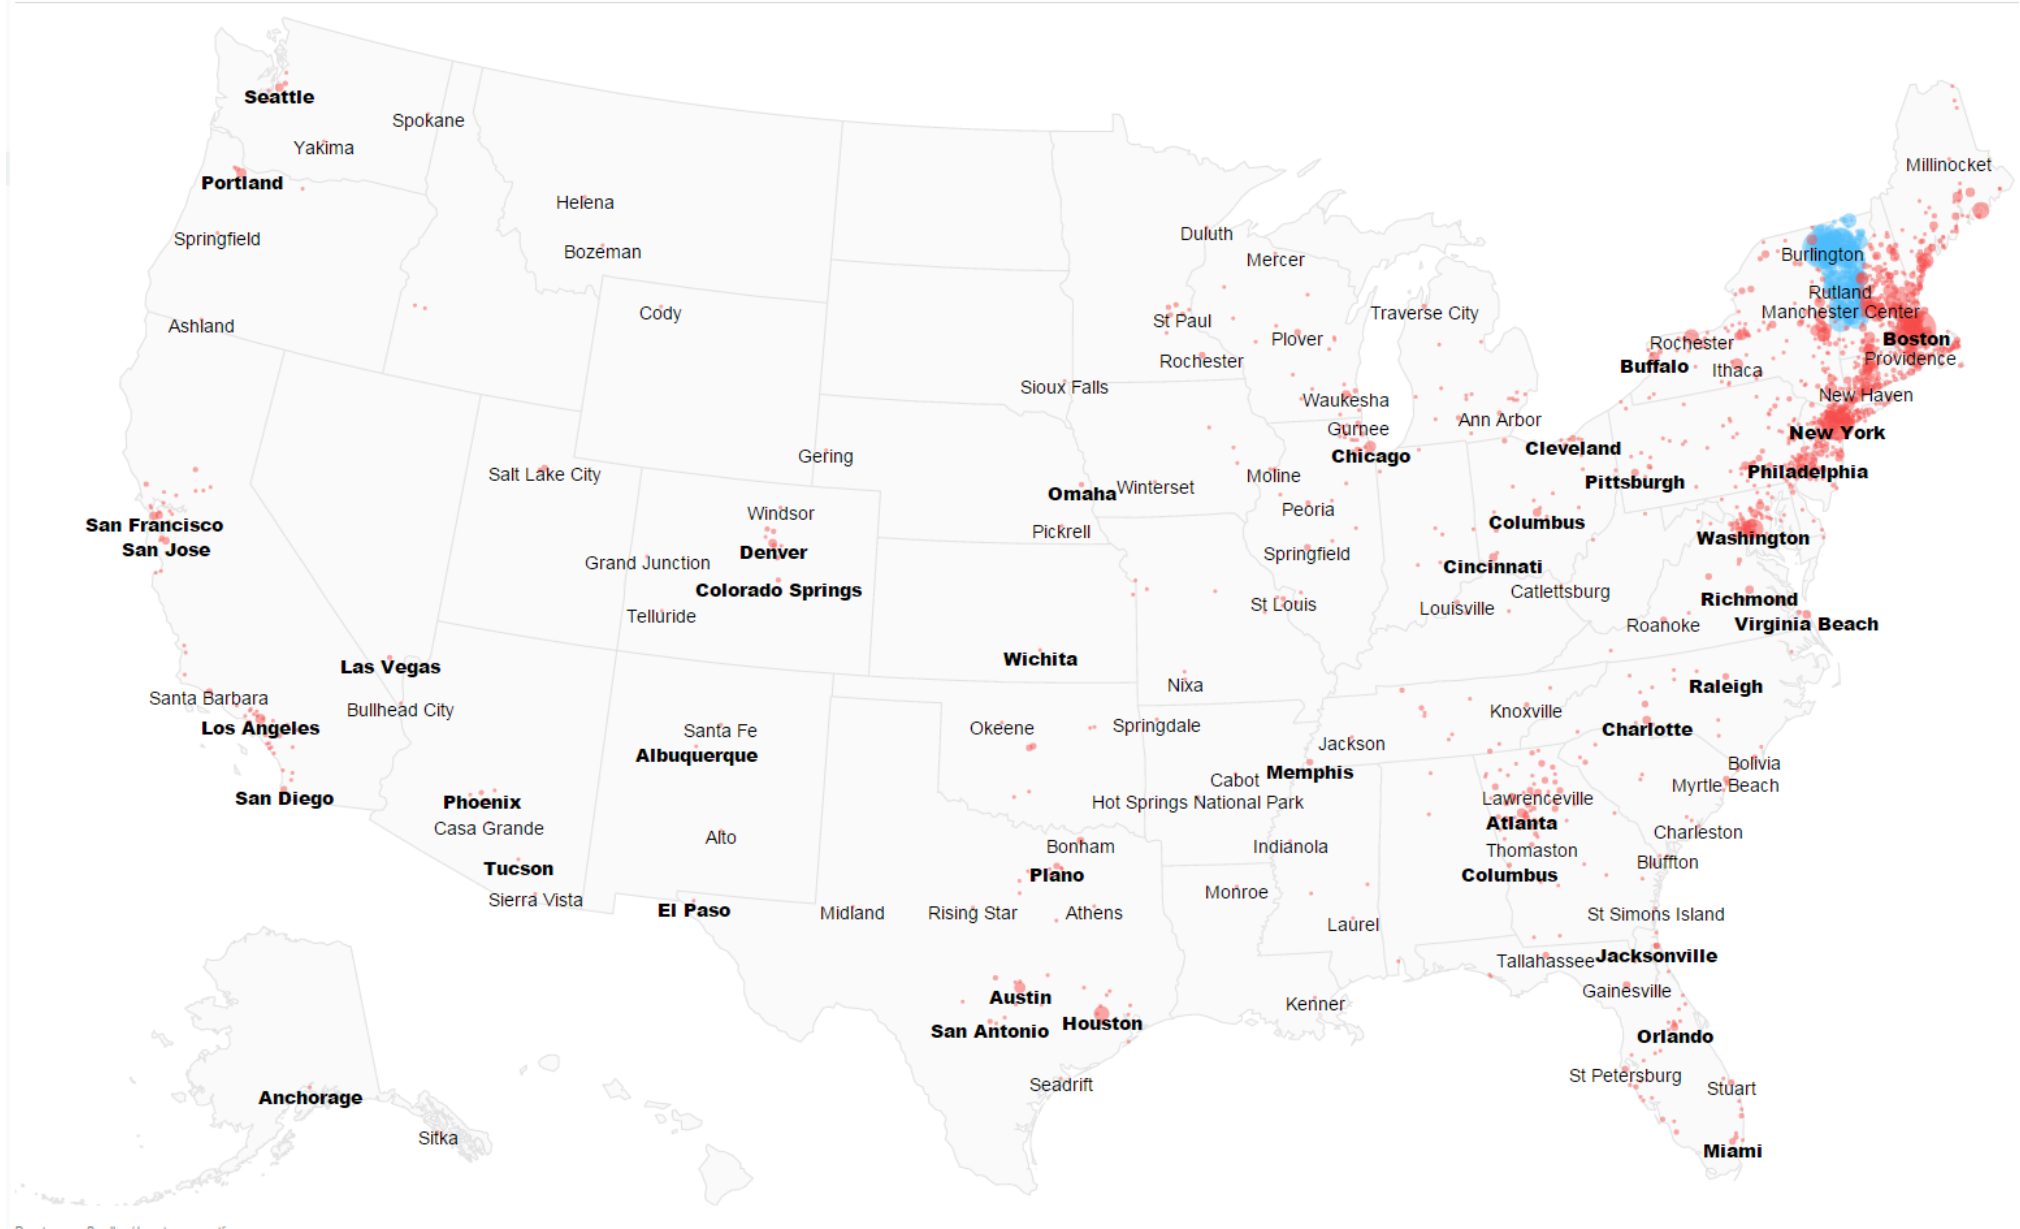 Seattle
Spokane
Yakima
Millinocket
Portland
Helena
Springfield
Duluth
Bozeman
Burlington
Mercer
Rutland
Cody
Manchester Center
Traverse City
St Paul
Ashland
Plover
Boston
Rochester
Providence
Rochester
Buffalo
Ithaca
Sioux Falls
New Haven
Waukesha
Ann Arbor
Gurnee
New York
Cleveland
Chicago
Gering
Philadelphia
Salt Lake City
Moline
Pittsburgh
Winterset
Omaha
Peoria
Windsor
Columbus
San Francisco
Pickrell
Washington
San Jose
Denver
Springfield
Grand Junction
Cincinnati
Colorado Springs
Catlettsburg
Richmond
St Louis
Louisville
Telluride
Virginia Beach
Roanoke
Wichita
Las Vegas
Nixa
Raleigh
Santa Barbara
Bullhead City
Knoxville
Springdale
Los Angeles
Okeene
Charlotte
Santa Fe
Jackson
Albuquerque
Bolivia
Memphis
Cabot
Myrtle Beach
San Diego
Lawrenceville
Phoenix
Hot Springs National Park
Atlanta
Casa Grande
Charleston
Alto
Bonham
Indianola
Thomaston
Bluffton
Tucson
Plano
Columbus
Monroe
Sierra Vista
El Paso
Midland
Rising Star
Athens
St Simons Island
Laurel
Jacksonville
Tallahassee
Gainesville
Austin
Kenner
Houston
San Antonio
Orlando
St Petersburg
Seadrift
Stuart
Anchorage
Sitka
Miami